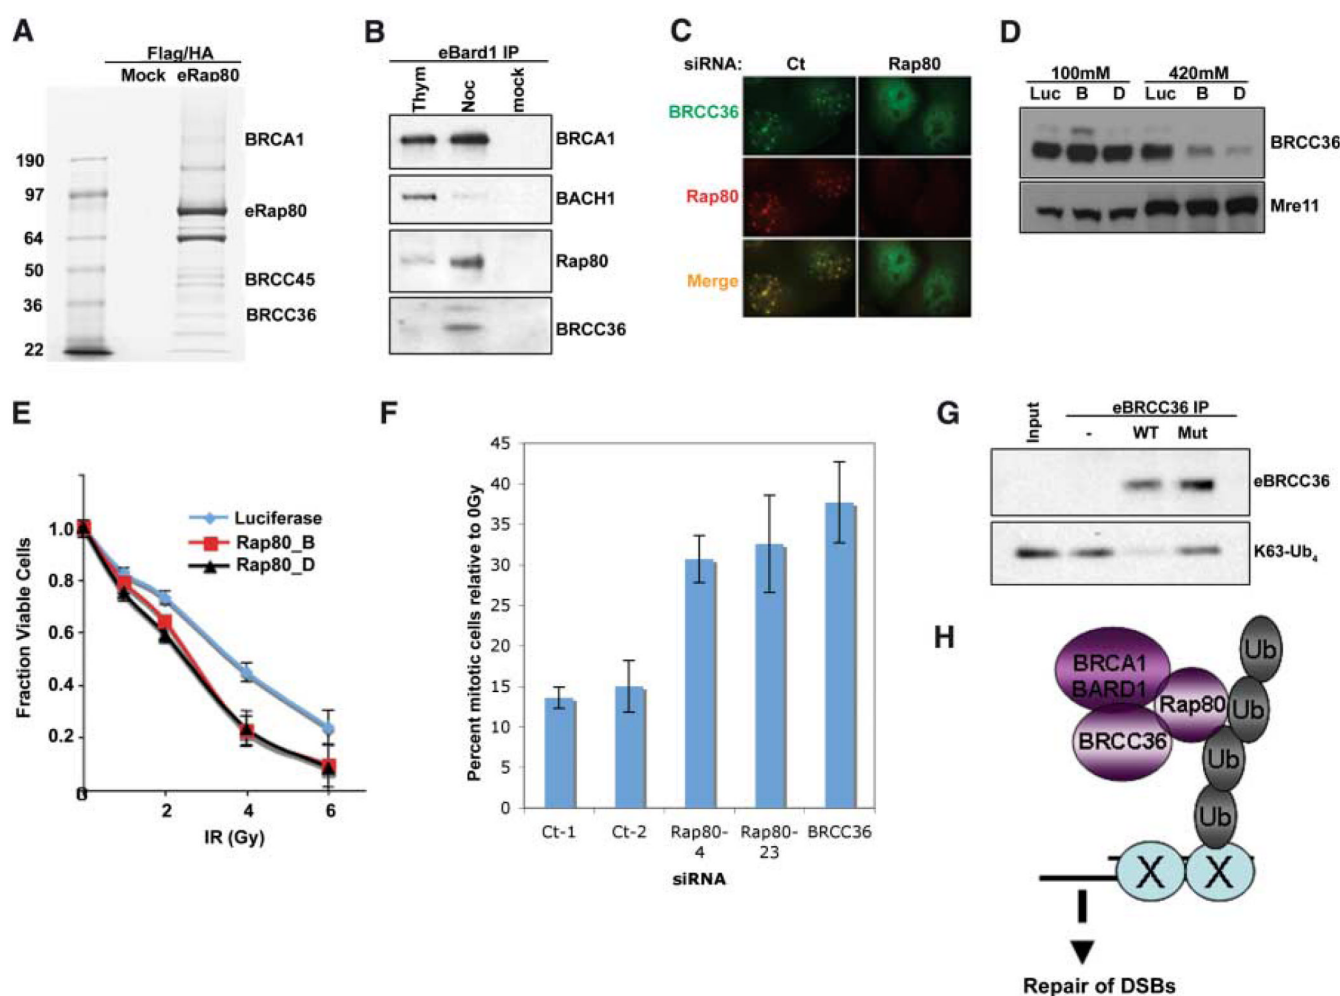 A
Flag/HA
Mock eRap80
BRCA1
190
97
eRap80
64
50
BRCC45
36
BRCC36
22
B
eBard1 IP
Thym
Noc
mock
BRCA1
BACH1
Rap80
BRCC36
C
siRNA: Ct Rap80
BRCC36
Rap80
Merge
D
100mM 420mM
Luc B D Luc B D
BRCC36
Mre11
E
Fraction Viable Cells
1.0
0.8
0.6
0.4
0.2
Luciferase
Rap80_B
Rap80_D
2 4 6
IR (Gy)
F
Percent mitotic cells relative to 0Gy
45
40
35
30
25
20
15
10
5
0
Ct-1 Ct-2 Rap80-4 Rap80-23 BRCC36
siRNA
G
eBRCC36 IP
Input
- WT Mut
eBRCC36
K63-Ub4
H
BRCA1
BARD1
BRCC36
Rap80
Ub
Ub
Ub
Ub
X X
Repair of DSBs